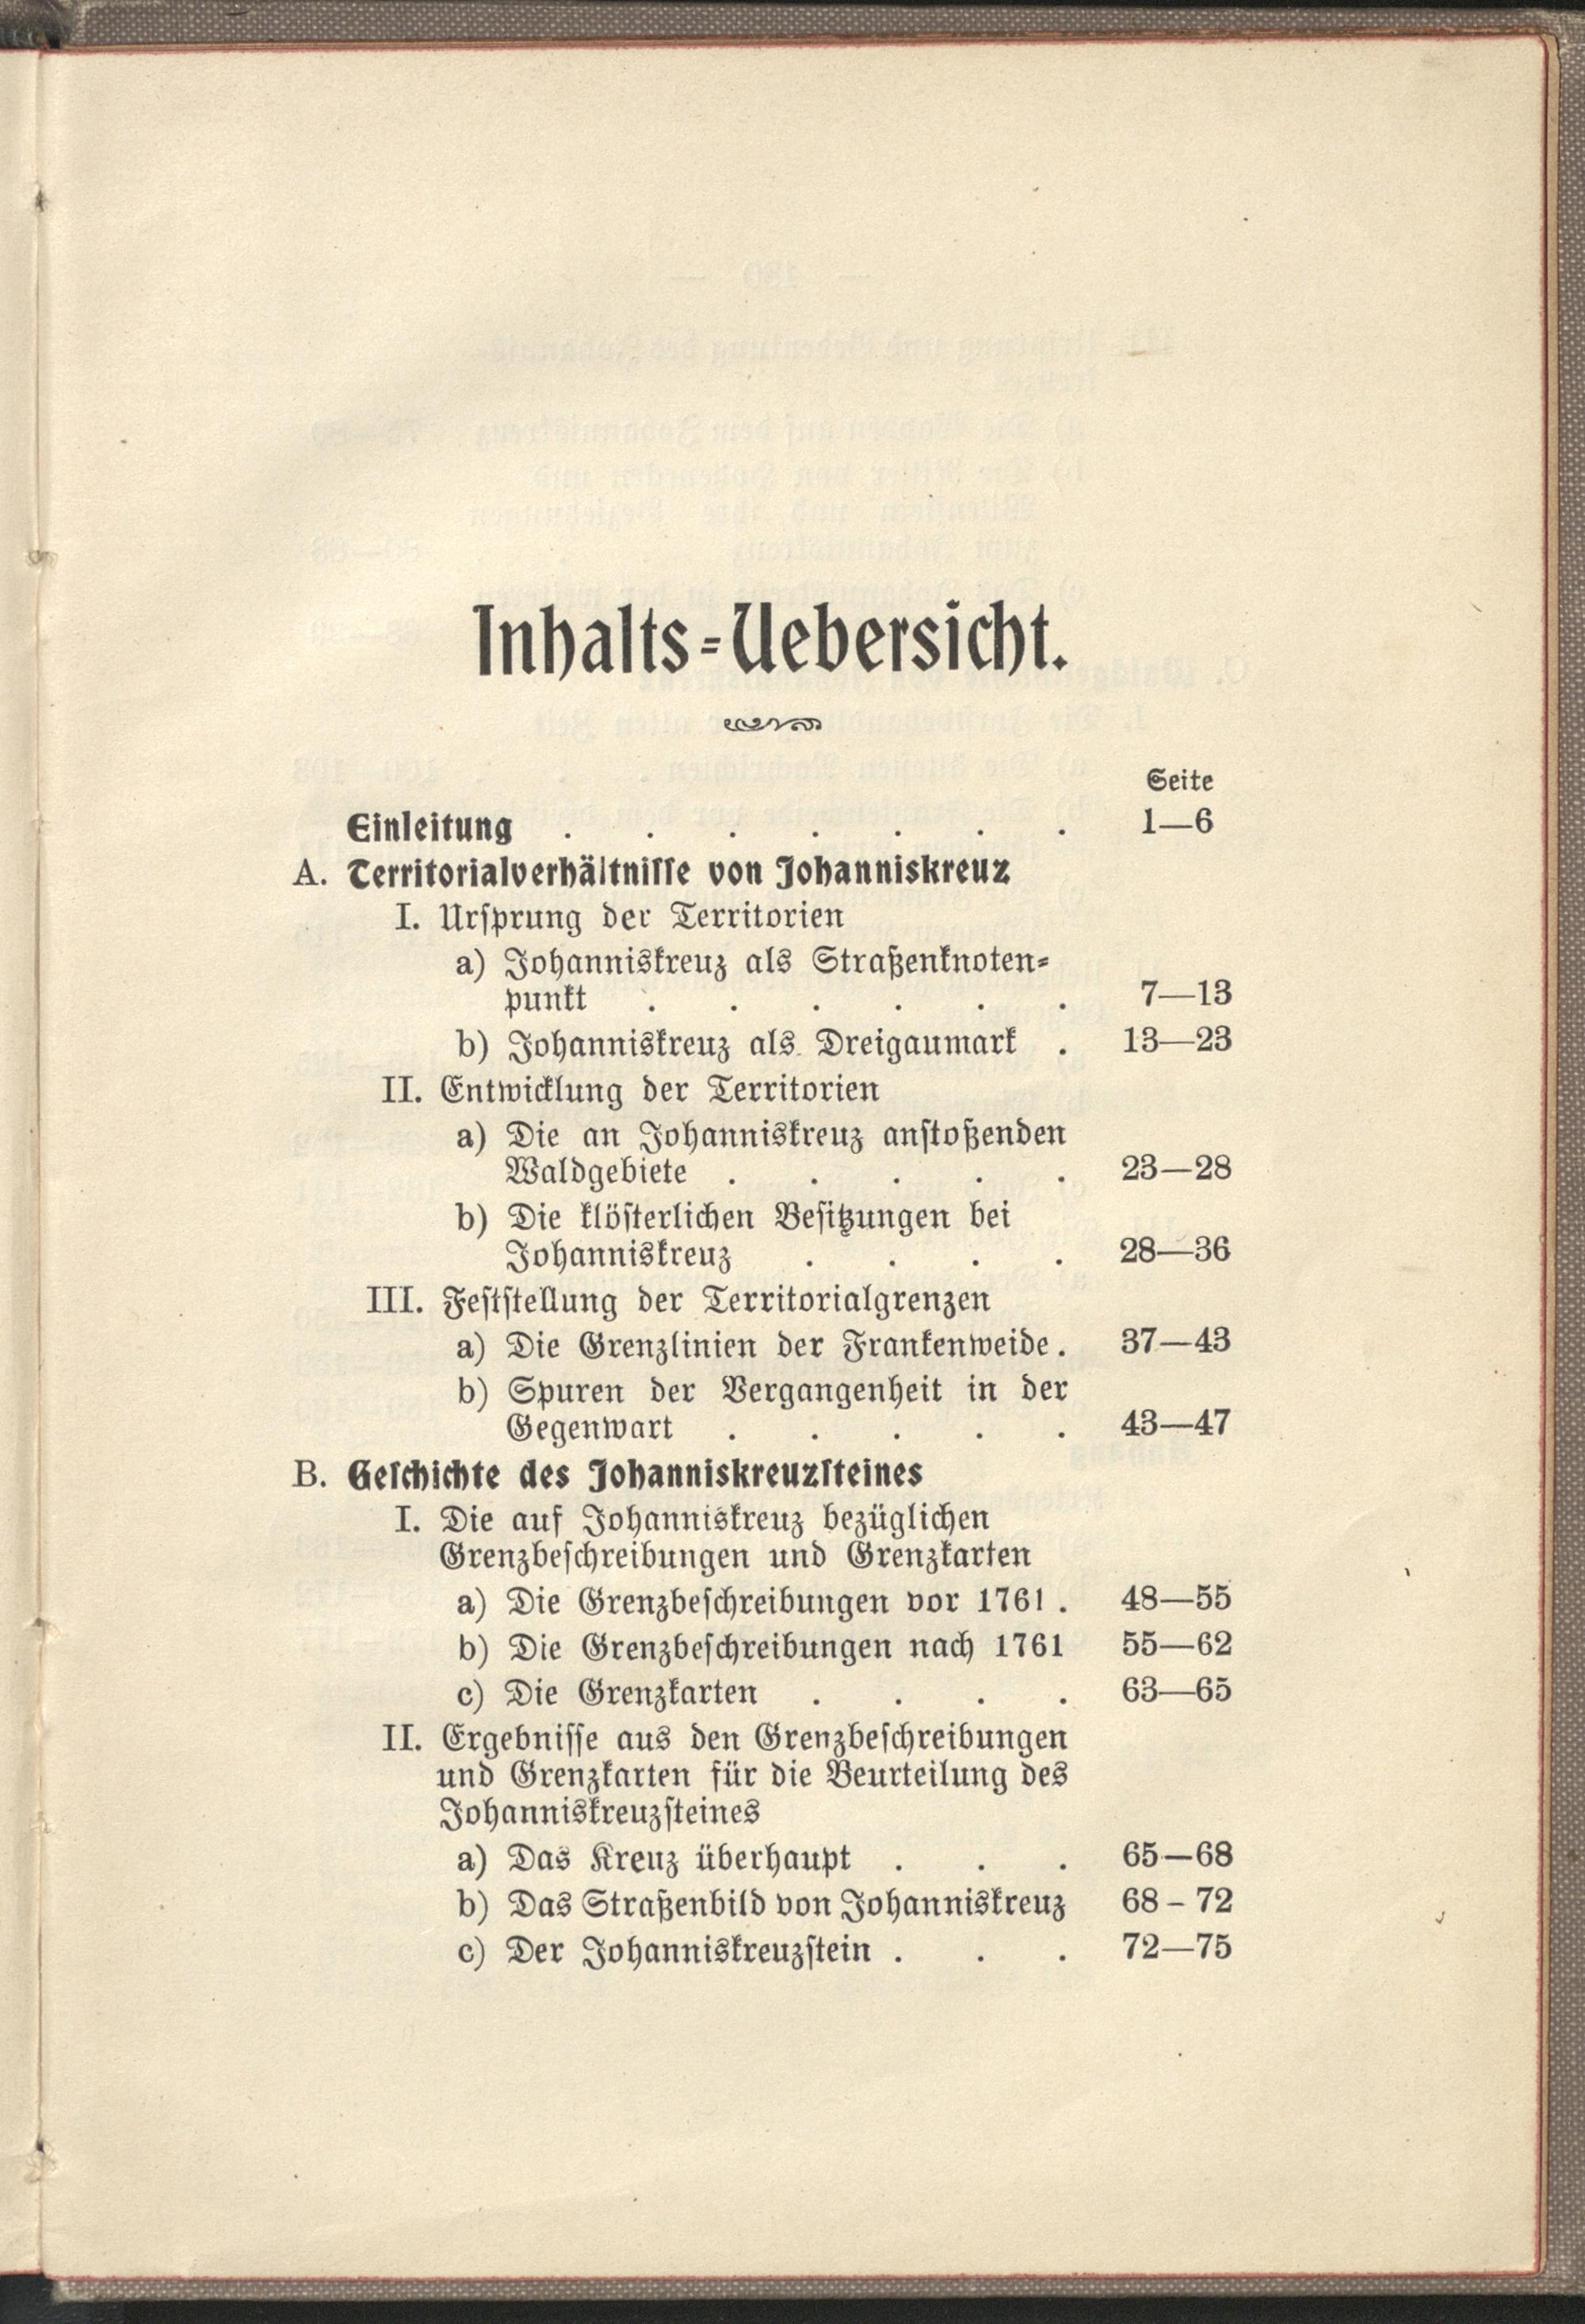 Inhalts-Uebersicht.
Seite
Einleitung . . . . . . . 1—6
A. Territorialverhältnisse von Johanniskreuz
I. Ursprung der Territorien
a) Johanniskreuz als Straßenknoten-
punkt . . . . . . 7—13
b) Johanniskreuz als Dreigaumark . 13—23
II. Entwicklung der Territorien
a) Die an Johanniskreuz anstoßenden
Waldgebiete . . . . . 23—28
b) Die klösterlichen Besitzungen bei
Johanniskreuz . . . . 28—36
III. Feststellung der Territorialgrenzen
a) Die Grenzlinien der Frankenweide . 37—43
b) Spuren der Vergangenheit in der
Gegenwart . . . . . 43—47
B. Geschichte des Johanniskreuzsteines
I. Die auf Johanniskreuz bezüglichen
Grenzbeschreibungen und Grenzkarten
a) Die Grenzbeschreibungen vor 1761 . 48—55
b) Die Grenzbeschreibungen nach 1761 55—62
c) Die Grenzkarten . . . . 63—65
II. Ergebnisse aus den Grenzbeschreibungen
und Grenzkarten für die Beurteilung des
Johanniskreuzsteines
a) Das Kreuz überhaupt . . . 65—68
b) Das Straßenbild von Johanniskreuz 68-72
c) Der Johanniskreuzstein . . . 72—75